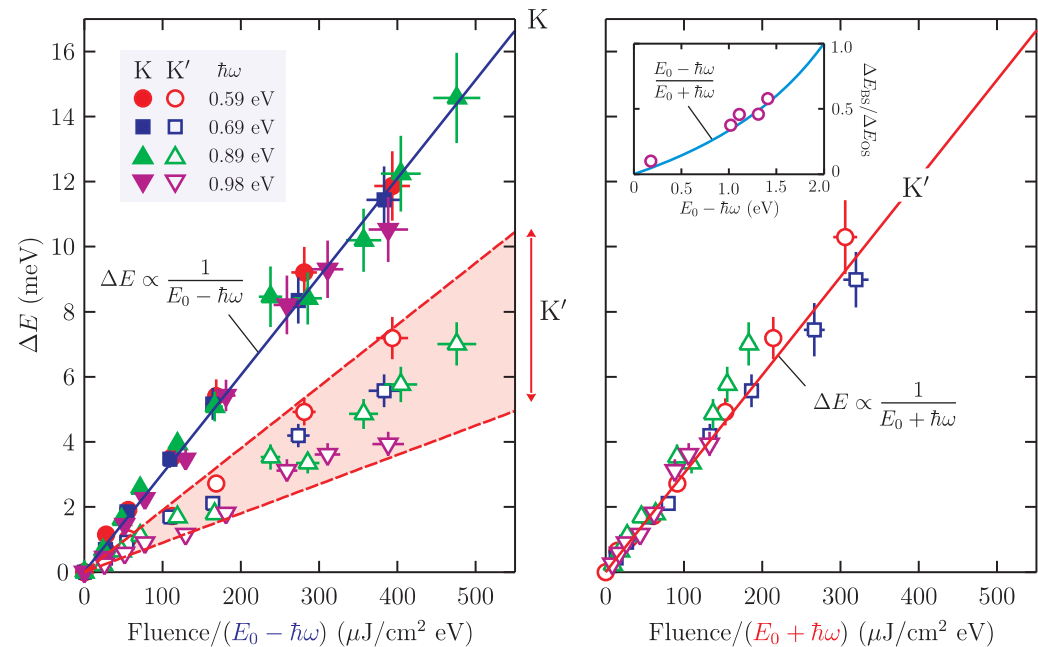 K
16
14
12
10
8
6
4
2
0
ΔE (meV)
K K′ ħω
0.59 eV
0.69 eV
0.89 eV
0.98 eV
ΔE ∝ 1
E₀ − ħω
K′
0 100 200 300 400 500
Fluence/(E₀ − ħω) (μJ/cm² eV)
E₀ − ħω
E₀ + ħω
1.0
0.5
0
ΔE_BS/ΔE_OS
0 0.5 1.0 1.5 2.0
E₀ − ħω (eV)
K′
ΔE ∝ 1
E₀ + ħω
0 100 200 300 400 500
Fluence/(E₀ + ħω) (μJ/cm² eV)